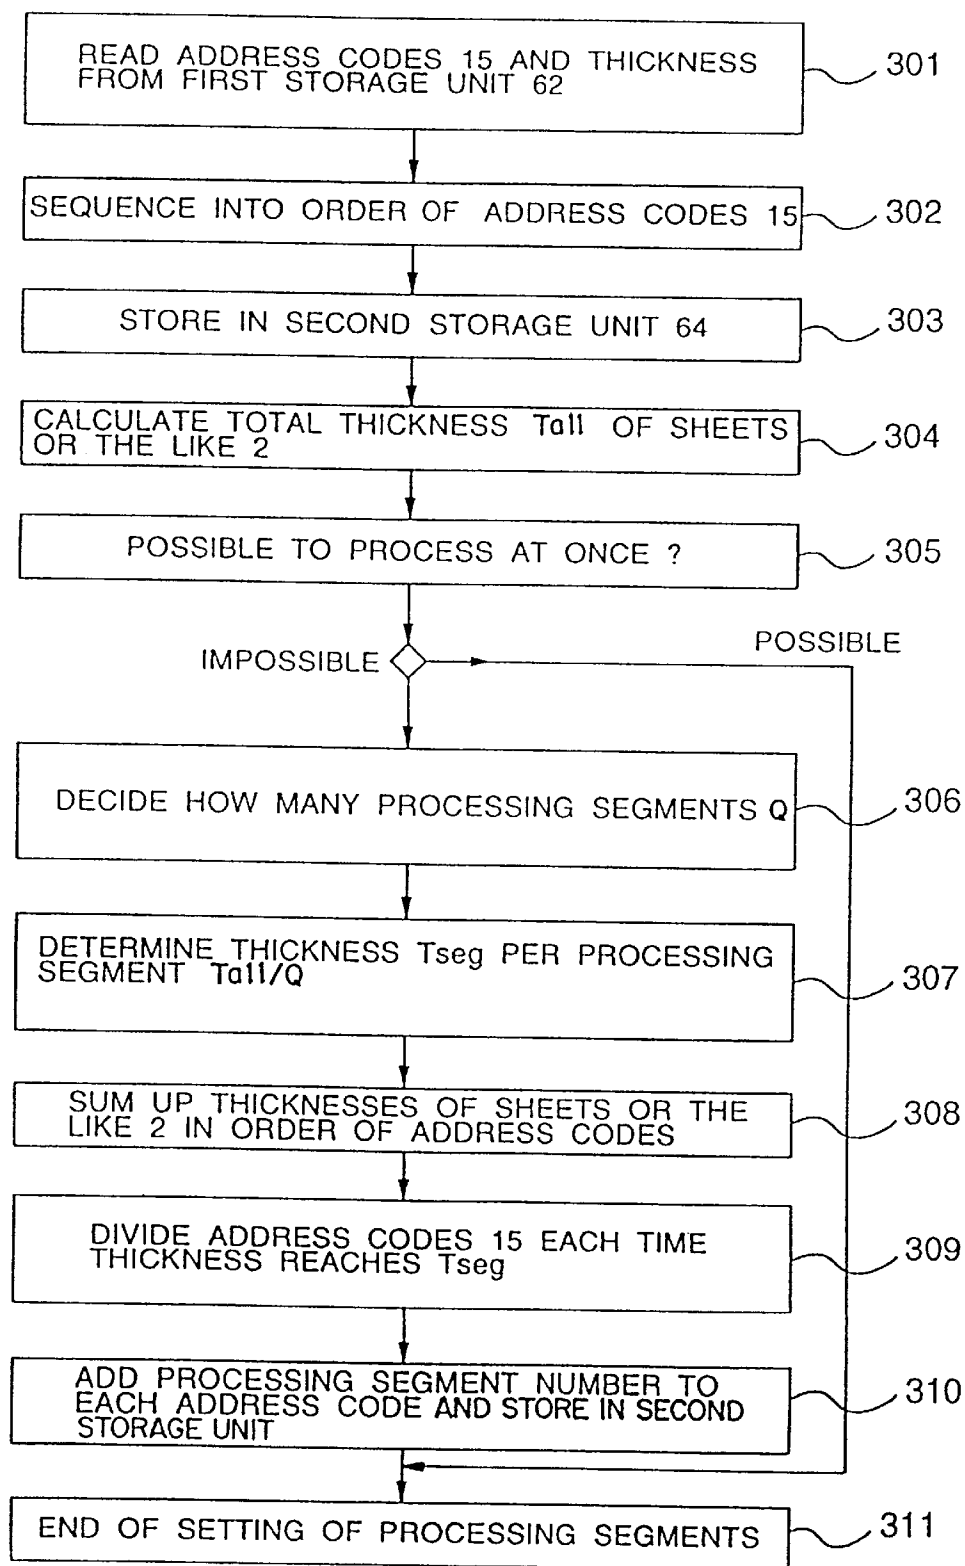 READ ADDRESS CODES 15 AND THICKNESS
FROM FIRST STORAGE UNIT 62
301
SEQUENCE INTO ORDER OF ADDRESS CODES 15
302
STORE IN SECOND STORAGE UNIT 64
303
CALCULATE TOTAL THICKNESS Tall OF SHEETS
OR THE LIKE 2
304
POSSIBLE TO PROCESS AT ONCE ?
305
POSSIBLE
IMPOSSIBLE
DECIDE HOW MANY PROCESSING SEGMENTS Q
306
DETERMINE THICKNESS Tseg PER PROCESSING
SEGMENT Tall/Q
307
SUM UP THICKNESSES OF SHEETS OR THE
LIKE 2 IN ORDER OF ADDRESS CODES
308
DIVIDE ADDRESS CODES 15 EACH TIME
THICKNESS REACHES Tseg
309
ADD PROCESSING SEGMENT NUMBER TO
EACH ADDRESS CODE AND STORE IN SECOND
STORAGE UNIT
310
END OF SETTING OF PROCESSING SEGMENTS
311